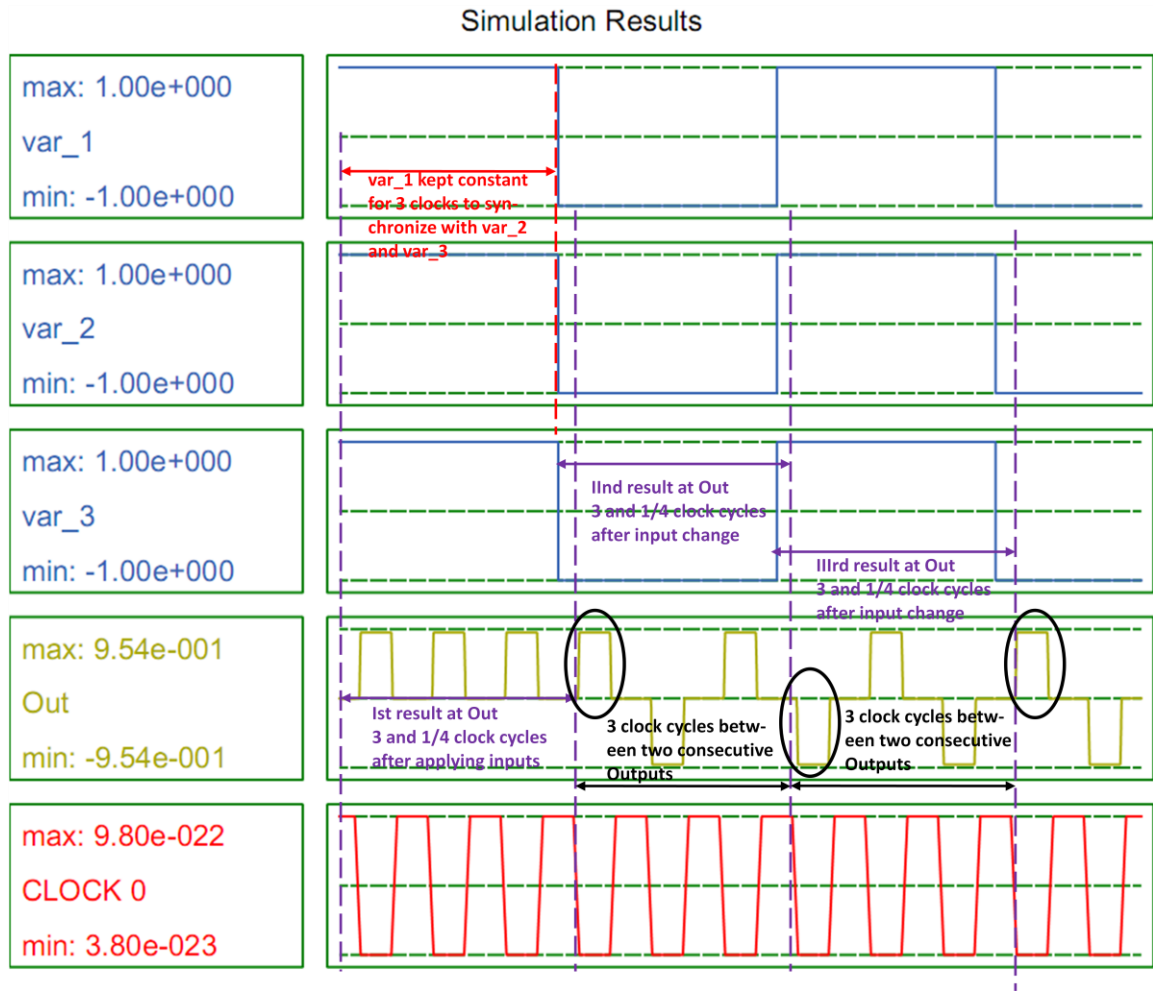 Simulation Results
max: 1.00e+000
var_1
min: -1.00e+000
var_1 kept constant
for 3 clocks to syn-
chronize with var_2
and var_3
max: 1.00e+000
var_2
min: -1.00e+000
max: 1.00e+000
var_3
min: -1.00e+000
IInd result at Out
3 and 1/4 clock cycles
after input change
IIIrd result at Out
3 and 1/4 clock cycles
after input change
max: 9.54e-001
Out
min: -9.54e-001
Ist result at Out
3 and 1/4 clock cycles
after applying inputs
3 clock cycles betw-
een two consecutive
Outputs
3 clock cycles betw-
een two consecutive
Outputs
max: 9.80e-022
CLOCK 0
min: 3.80e-023